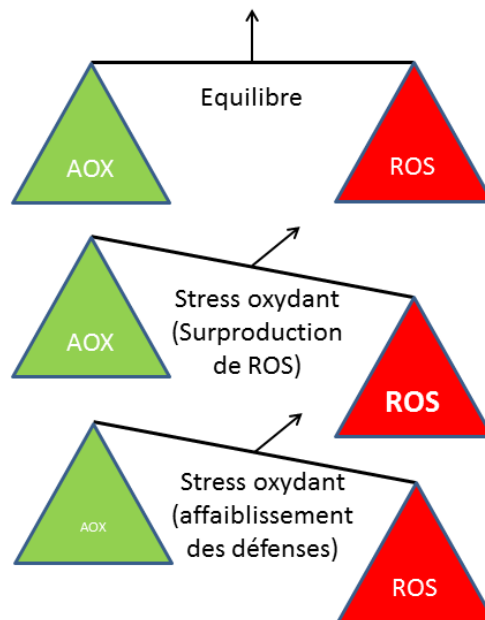 Equilibre
AOX
ROS
Stress oxydant
(Surproduction
de ROS)
AOX
ROS
Stress oxydant
(affaiblissement
des défenses)
AOX
ROS